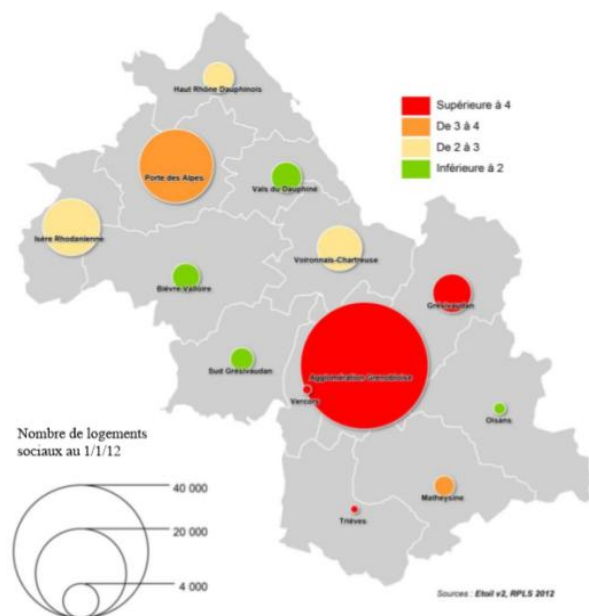 Haut Rhône Dauphinois
Supérieure à 4
De 3 à 4
De 2 à 3
Inférieure à 2
Porte des Alpes
Vals du Dauphiné
Isère Rhodanienne
Voironnais-Chartreuse
Bièvre-Valloire
Grésivaudan
Sud Grésivaudan
Agglomération Grenobloise
Vercors
Oisans
Nombre de logements
sociaux au 1/1/12
40 000
20 000
4 000
Matheysine
Trièves
Sources : Etoil v2, RPLS 2012